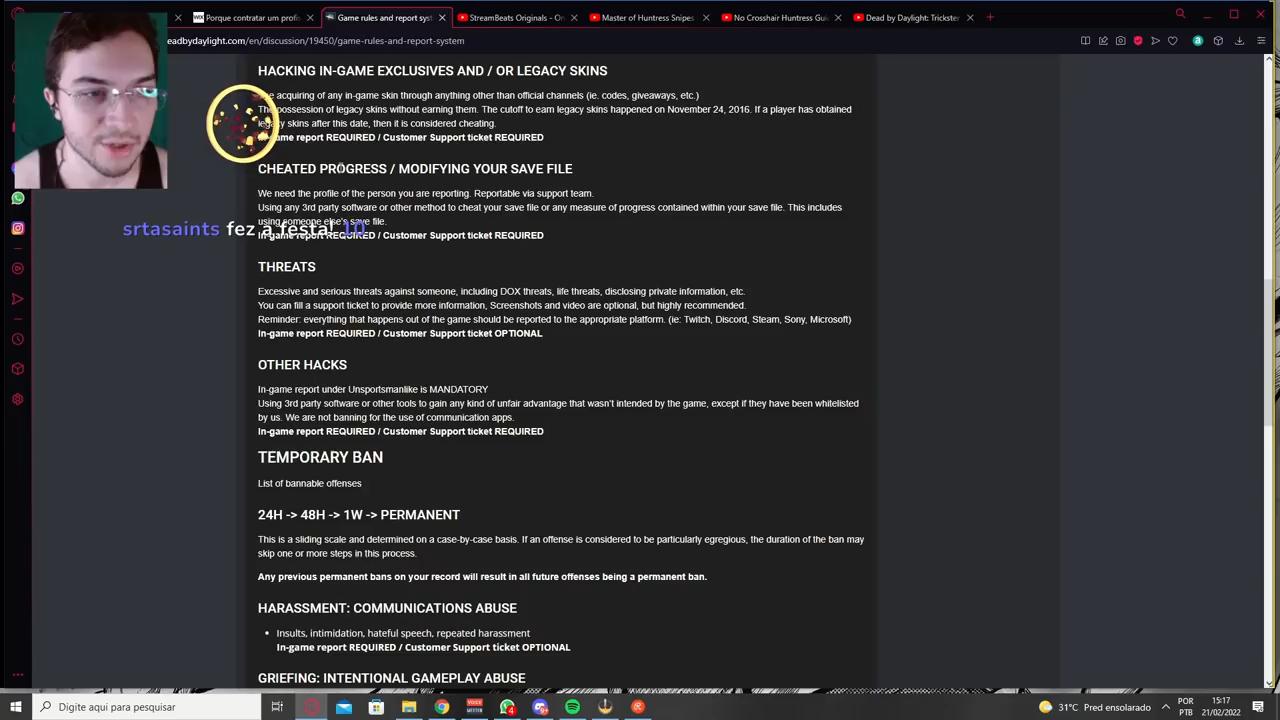 Porque contratar um profi
Game rules and report syst
StreamBeats Originals - On
Master of Huntress Snipes
No Crosshair Huntress Gui
Dead by Daylight: Trickster
eadbydaylight.com/en/discussion/19450/game-rules-and-report-system
HACKING IN-GAME EXCLUSIVES AND / OR LEGACY SKINS
acquiring of any in-game skin through anything other than official channels (ie. codes, giveaways, etc.)
The possession of legacy skins without earning them. The cutoff to earn legacy skins happened on November 24, 2016. If a player has obtained
legacy skins after this date, then it is considered cheating.
In-game report REQUIRED / Customer Support ticket REQUIRED
CHEATED PROGRESS / MODIFYING YOUR SAVE FILE
We need the profile of the person you are reporting. Reportable via support team.
Using any 3rd party software or other method to cheat your save file or any measure of progress contained within your save file. This includes
using someone else's save file.
srtasaints fez a festa! 10
In-game report REQUIRED / Customer Support ticket REQUIRED
THREATS
Excessive and serious threats against someone, including DOX threats, life threats, disclosing private information, etc.
You can fill a support ticket to provide more information, Screenshots and video are optional, but highly recommended.
Reminder: everything that happens out of the game should be reported to the appropriate platform. (ie: Twitch, Discord, Steam, Sony, Microsoft)
In-game report REQUIRED / Customer Support ticket OPTIONAL
OTHER HACKS
In-game report under Unsportsmanlike is MANDATORY
Using 3rd party software or other tools to gain any kind of unfair advantage that wasn't intended by the game, except if they have been whitelisted
by us. We are not banning for the use of communication apps.
In-game report REQUIRED / Customer Support ticket REQUIRED
TEMPORARY BAN
List of bannable offenses
24H -> 48H -> 1W -> PERMANENT
This is a sliding scale and determined on a case-by-case basis. If an offense is considered to be particularly egregious, the duration of the ban may
skip one or more steps in this process.
Any previous permanent bans on your record will result in all future offenses being a permanent ban.
HARASSMENT: COMMUNICATIONS ABUSE
• Insults, intimidation, hateful speech, repeated harassment
In-game report REQUIRED / Customer Support ticket OPTIONAL
GRIEFING: INTENTIONAL GAMEPLAY ABUSE
Digite aqui para pesquisar
31°C Pred ensolarado
POR
PTB
15:17
21/02/2022